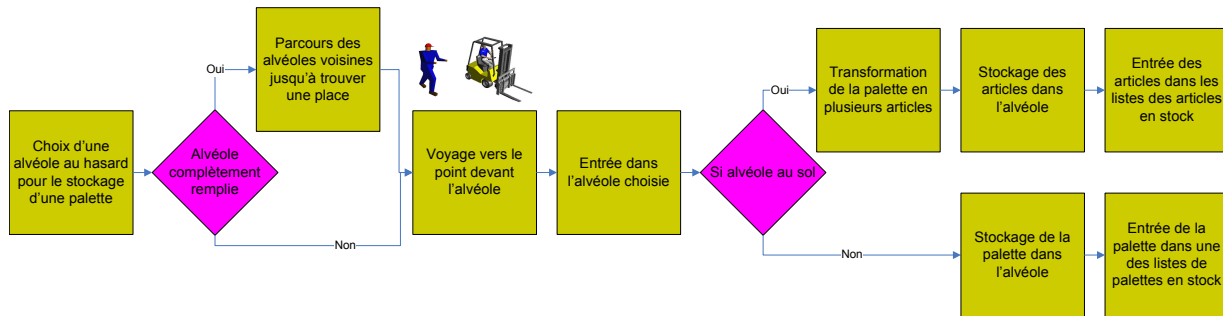 Choix d'une
alvéole au hasard
pour le stockage
d'une palette
Alvéole
complètement
remplie
Oui
Parcours des
alvéoles voisines
jusqu'à trouver
une place
Non
Voyage vers le
point devant
l'alvéole
Entrée dans
l'alvéole choisie
Si alvéole au sol
Oui
Transformation
de la palette en
plusieurs articles
Stockage des
articles dans
l'alvéole
Entrée des
articles dans les
listes des articles
en stock
Non
Stockage de la
palette dans
l'alvéole
Entrée de la
palette dans une
des listes de
palettes en stock